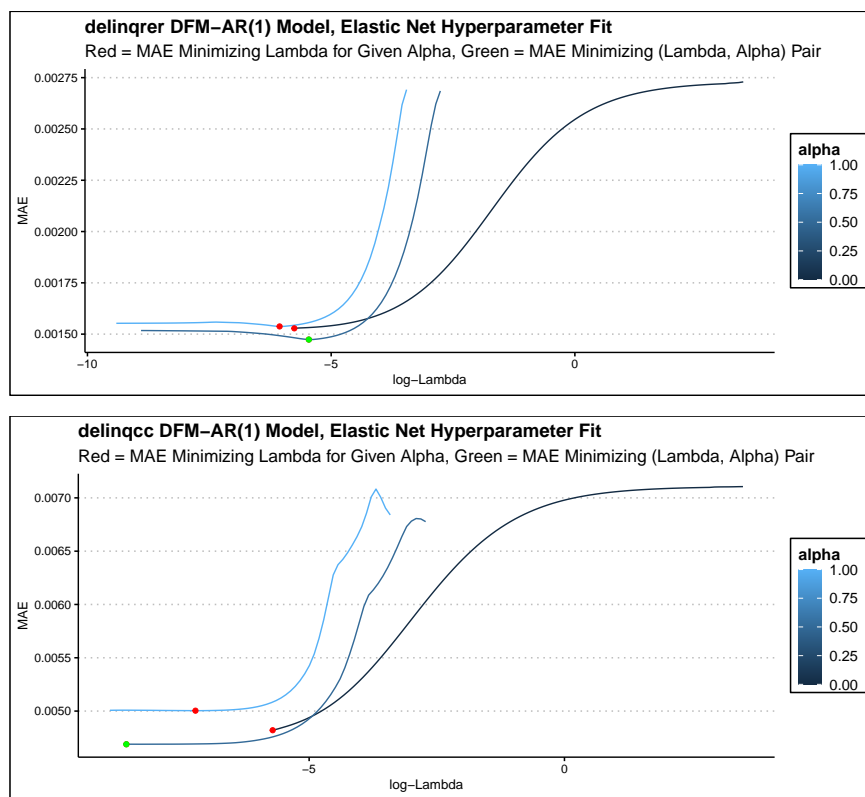 delinqrer DFM−AR(1) Model, Elastic Net Hyperparameter Fit
Red = MAE Minimizing Lambda for Given Alpha, Green = MAE Minimizing (Lambda, Alpha) Pair
0.00275
0.00250
0.00225
0.00200
0.00175
0.00150
MAE
−10
−5
0
log−Lambda
alpha
1.00
0.75
0.50
0.25
0.00
delinqcc DFM−AR(1) Model, Elastic Net Hyperparameter Fit
Red = MAE Minimizing Lambda for Given Alpha, Green = MAE Minimizing (Lambda, Alpha) Pair
0.0070
0.0065
0.0060
0.0055
0.0050
MAE
−5
0
log−Lambda
alpha
1.00
0.75
0.50
0.25
0.00